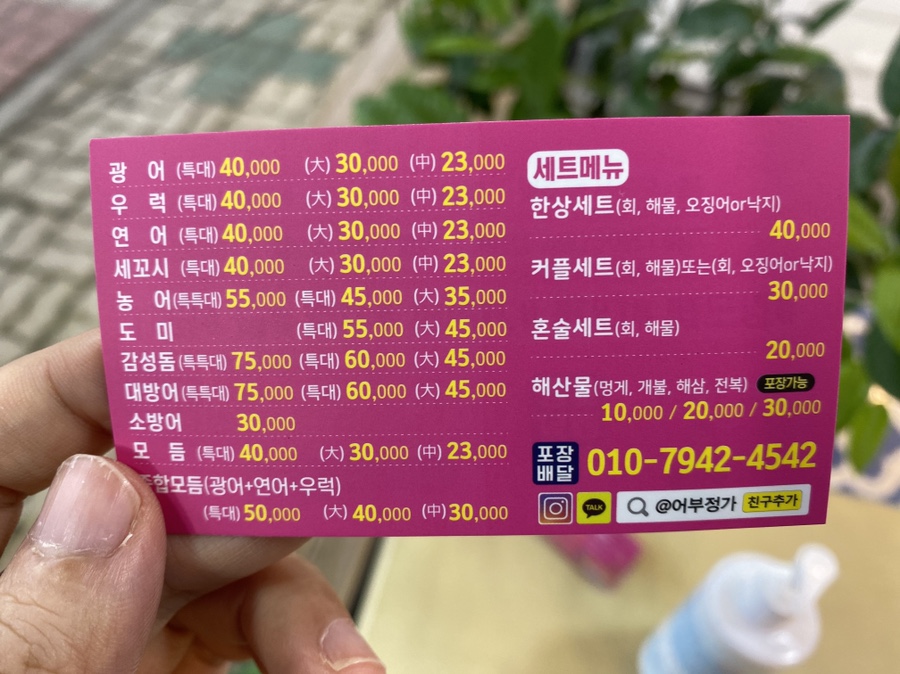 광 어 (특대) 40,000 (大) 30,000 (中) 23,000
우 럭 (특대) 40,000 (大) 30,000 (中) 23,000
연 어 (특대) 40,000 (大) 30,000 (中) 23,000
세꼬시 (특대) 40,000 (大) 30,000 (中) 23,000
농 어 (특특대) 55,000 (특대) 45,000 (大) 35,000
도 미 (특대) 55,000 (大) 45,000
감성돔 (특특대) 75,000 (특대) 60,000 (大) 45,000
대방어 (특특대) 75,000 (특대) 60,000 (大) 45,000
소방어 30,000
모 듬 (특대) 40,000 (大) 30,000 (中) 23,000
합모듬(광어+연어+우럭)
(특대) 50,000 (大) 40,000 (中) 30,000
세트메뉴
한상세트(회, 해물, 오징어or낙지)
40,000
커플세트(회, 해물)또는(회, 오징어or낙지)
30,000
혼술세트(회, 해물)
20,000
해산물(멍게, 개불, 해삼, 전복) 포장가능
10,000 / 20,000 / 30,000
포장
배달 010-7942-4542
TALK @어부정가 친구추가